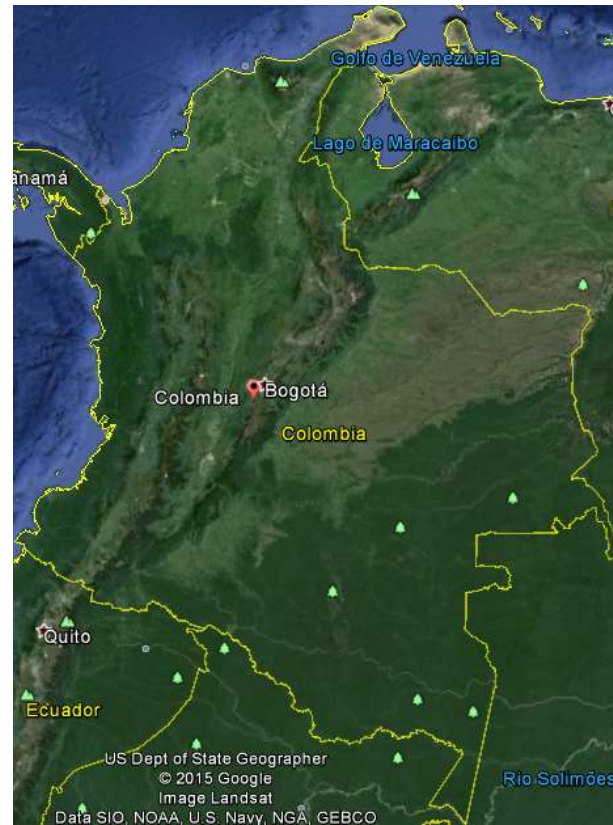 Golfo de Venezuela
Lago de Maracaibo
anamá
Colombia
Bogotá
Colombia
Quito
Ecuador
US Dept of State Geographer
© 2015 Google
Image Landsat
Data SIO, NOAA, U.S. Navy, NGA, GEBCO
Rio Solimões